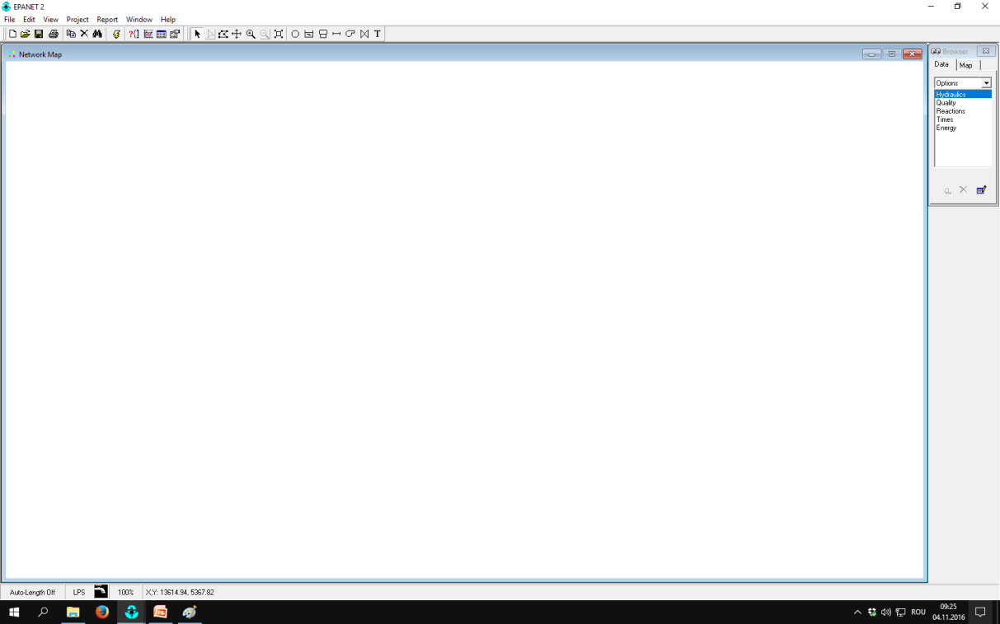 EPANET 2
File Edit View Project Report Window Help
T
Network Map
Browser
Data Map
Options
Hydraulics
Quality
Reactions
Times
Energy
Auto-Length Off LPS 100% X,Y: 13614.94, 5367.82
ROU
09:25
04.11.2016